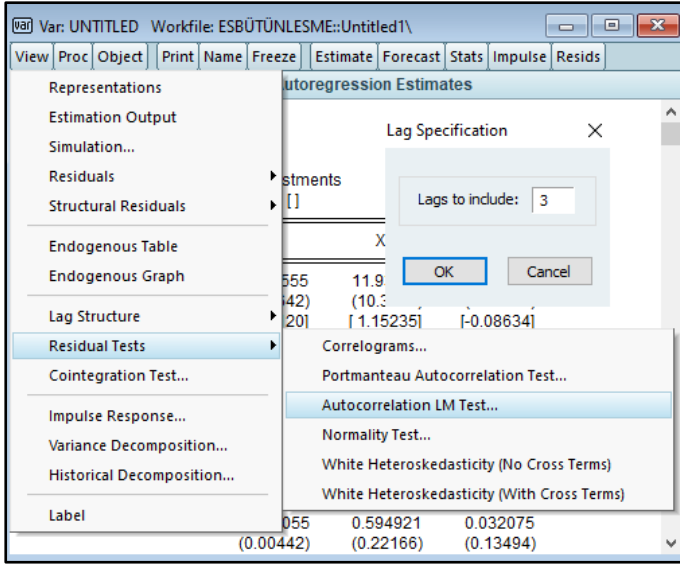 Var: UNTITLED Workfile: ESBÜTÜNLESME::Untitled1\
View Proc Object Print Name Freeze Estimate Forecast Stats Impulse Resids
utoregression Estimates
Representations
Estimation Output
Simulation...
Residuals
Structural Residuals
Endogenous Table
Endogenous Graph
Lag Structure
Residual Tests
Cointegration Test...
Impulse Response...
Variance Decomposition...
Historical Decomposition...
Label
Lag Specification
Lags to include: 3
OK Cancel
stments
[ ]
X
555 11.9
42) (10.3
20] [ 1.15235] [-0.08634]
Correlograms...
Portmanteau Autocorrelation Test...
Autocorrelation LM Test...
Normality Test...
White Heteroskedasticity (No Cross Terms)
White Heteroskedasticity (With Cross Terms)
055 0.594921 0.032075
(0.00442) (0.22166) (0.13494)